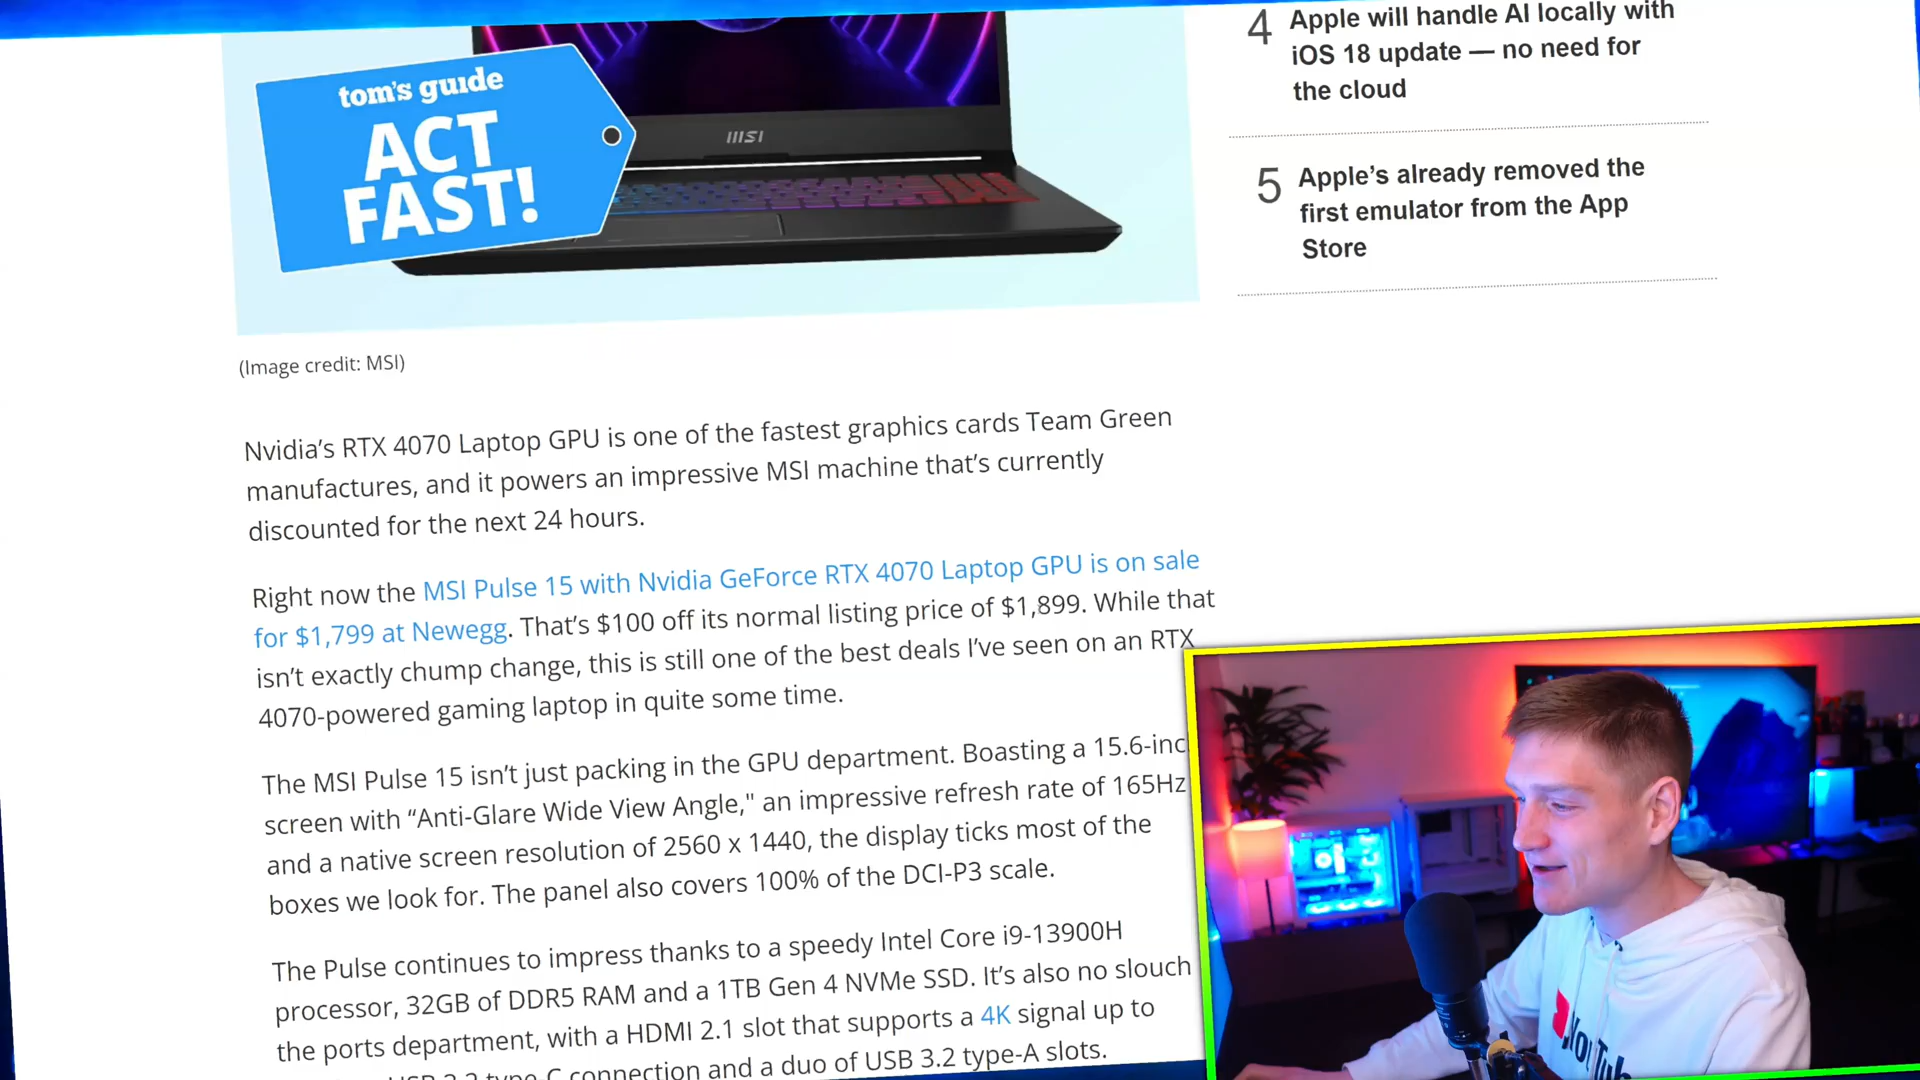 tom's guide
ACT
FAST!
msi
4 Apple will handle AI locally with
iOS 18 update — no need for
the cloud
5 Apple's already removed the
first emulator from the App
Store
(Image credit: MSI)
Nvidia's RTX 4070 Laptop GPU is one of the fastest graphics cards Team Green
manufactures, and it powers an impressive MSI machine that's currently
discounted for the next 24 hours.
Right now the MSI Pulse 15 with Nvidia GeForce RTX 4070 Laptop GPU is on sale
for $1,799 at Newegg. That's $100 off its normal listing price of $1,899. While that
isn't exactly chump change, this is still one of the best deals I've seen on an RTX
4070-powered gaming laptop in quite some time.
The MSI Pulse 15 isn't just packing in the GPU department. Boasting a 15.6-inc
screen with “Anti-Glare Wide View Angle," an impressive refresh rate of 165Hz
and a native screen resolution of 2560 x 1440, the display ticks most of the
boxes we look for. The panel also covers 100% of the DCI-P3 scale.
The Pulse continues to impress thanks to a speedy Intel Core i9-13900H
processor, 32GB of DDR5 RAM and a 1TB Gen 4 NVMe SSD. It's also no slouch
the ports department, with a HDMI 2.1 slot that supports a 4K signal up to
USB 3.2 type-C connection and a duo of USB 3.2 type-A slots.
YouTube